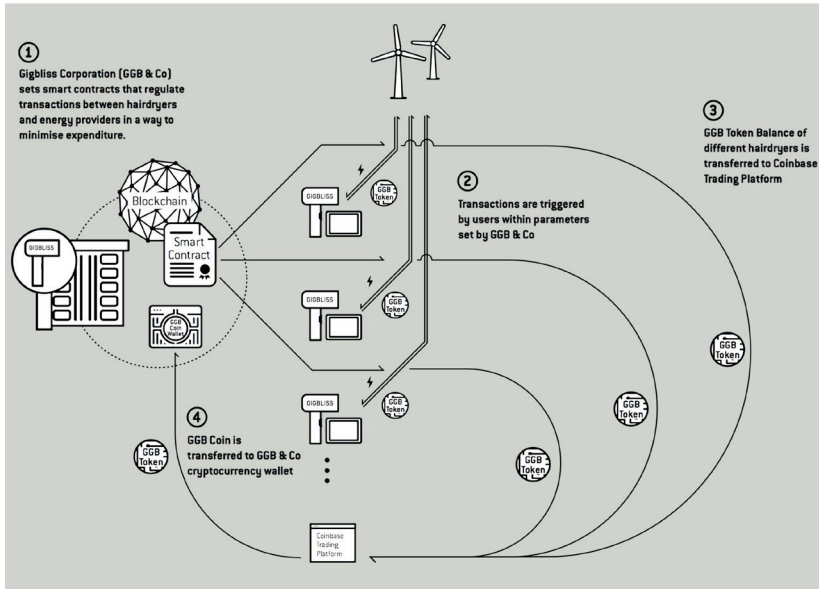 1
Gigbliss Corporation (GGB & Co)
sets smart contracts that regulate
transactions between hairdryers
and energy providers in a way to
minimise expenditure.
Blockchain
GIGBLISS
Smart
Contract
GGB
Coin
Wallet
GIGBLISS
GGB
Token
2
Transactions are triggered
by users within parameters
set by GGB & Co
3
GGB Token Balance of
different hairdryers is
transferred to Coinbase
Trading Platform
GIGBLISS
GGB
Token
GIGBLISS
GGB
Token
GGB
Token
GGB
Token
GGB
Token
4
GGB Coin is
transferred to GGB & Co
cryptocurrency wallet
GGB
Token
Coinbase
Trading
Platform